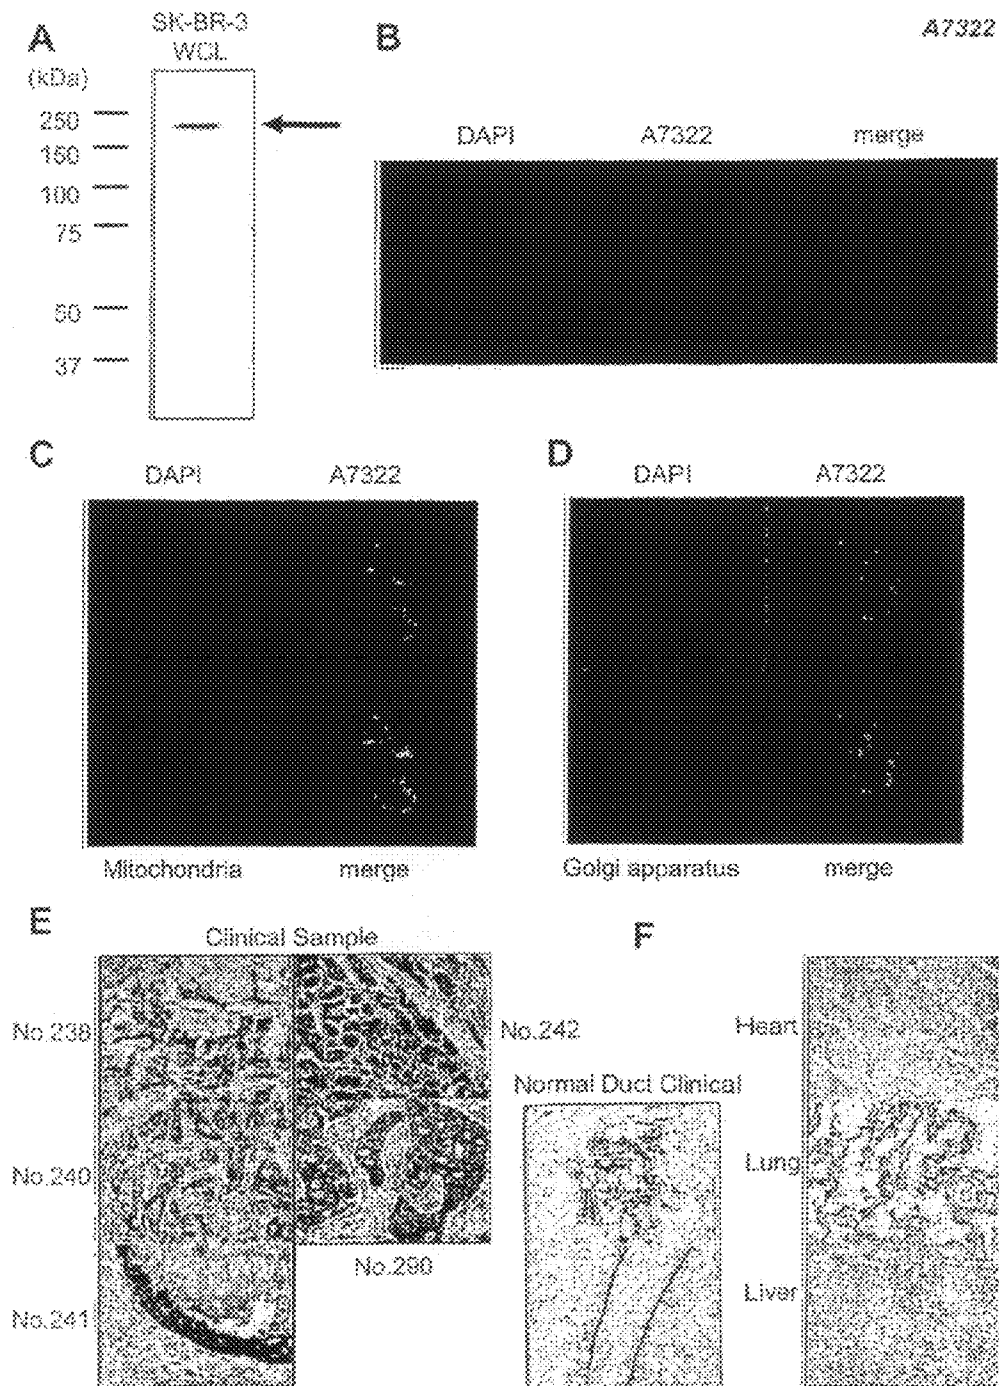 A
SK-BR-3
WCL
(kDa)
250
150
100
75
50
37
B
A7322
DAPI A7322 merge
C
DAPI A7322
Mitochondria merge
D
DAPI A7322
Golgi apparatus merge
E
Clinical Sample
No.238
No.240
No.241
No.242
No.290
Normal Duct Clinical
F
Heart
Lung
Liver